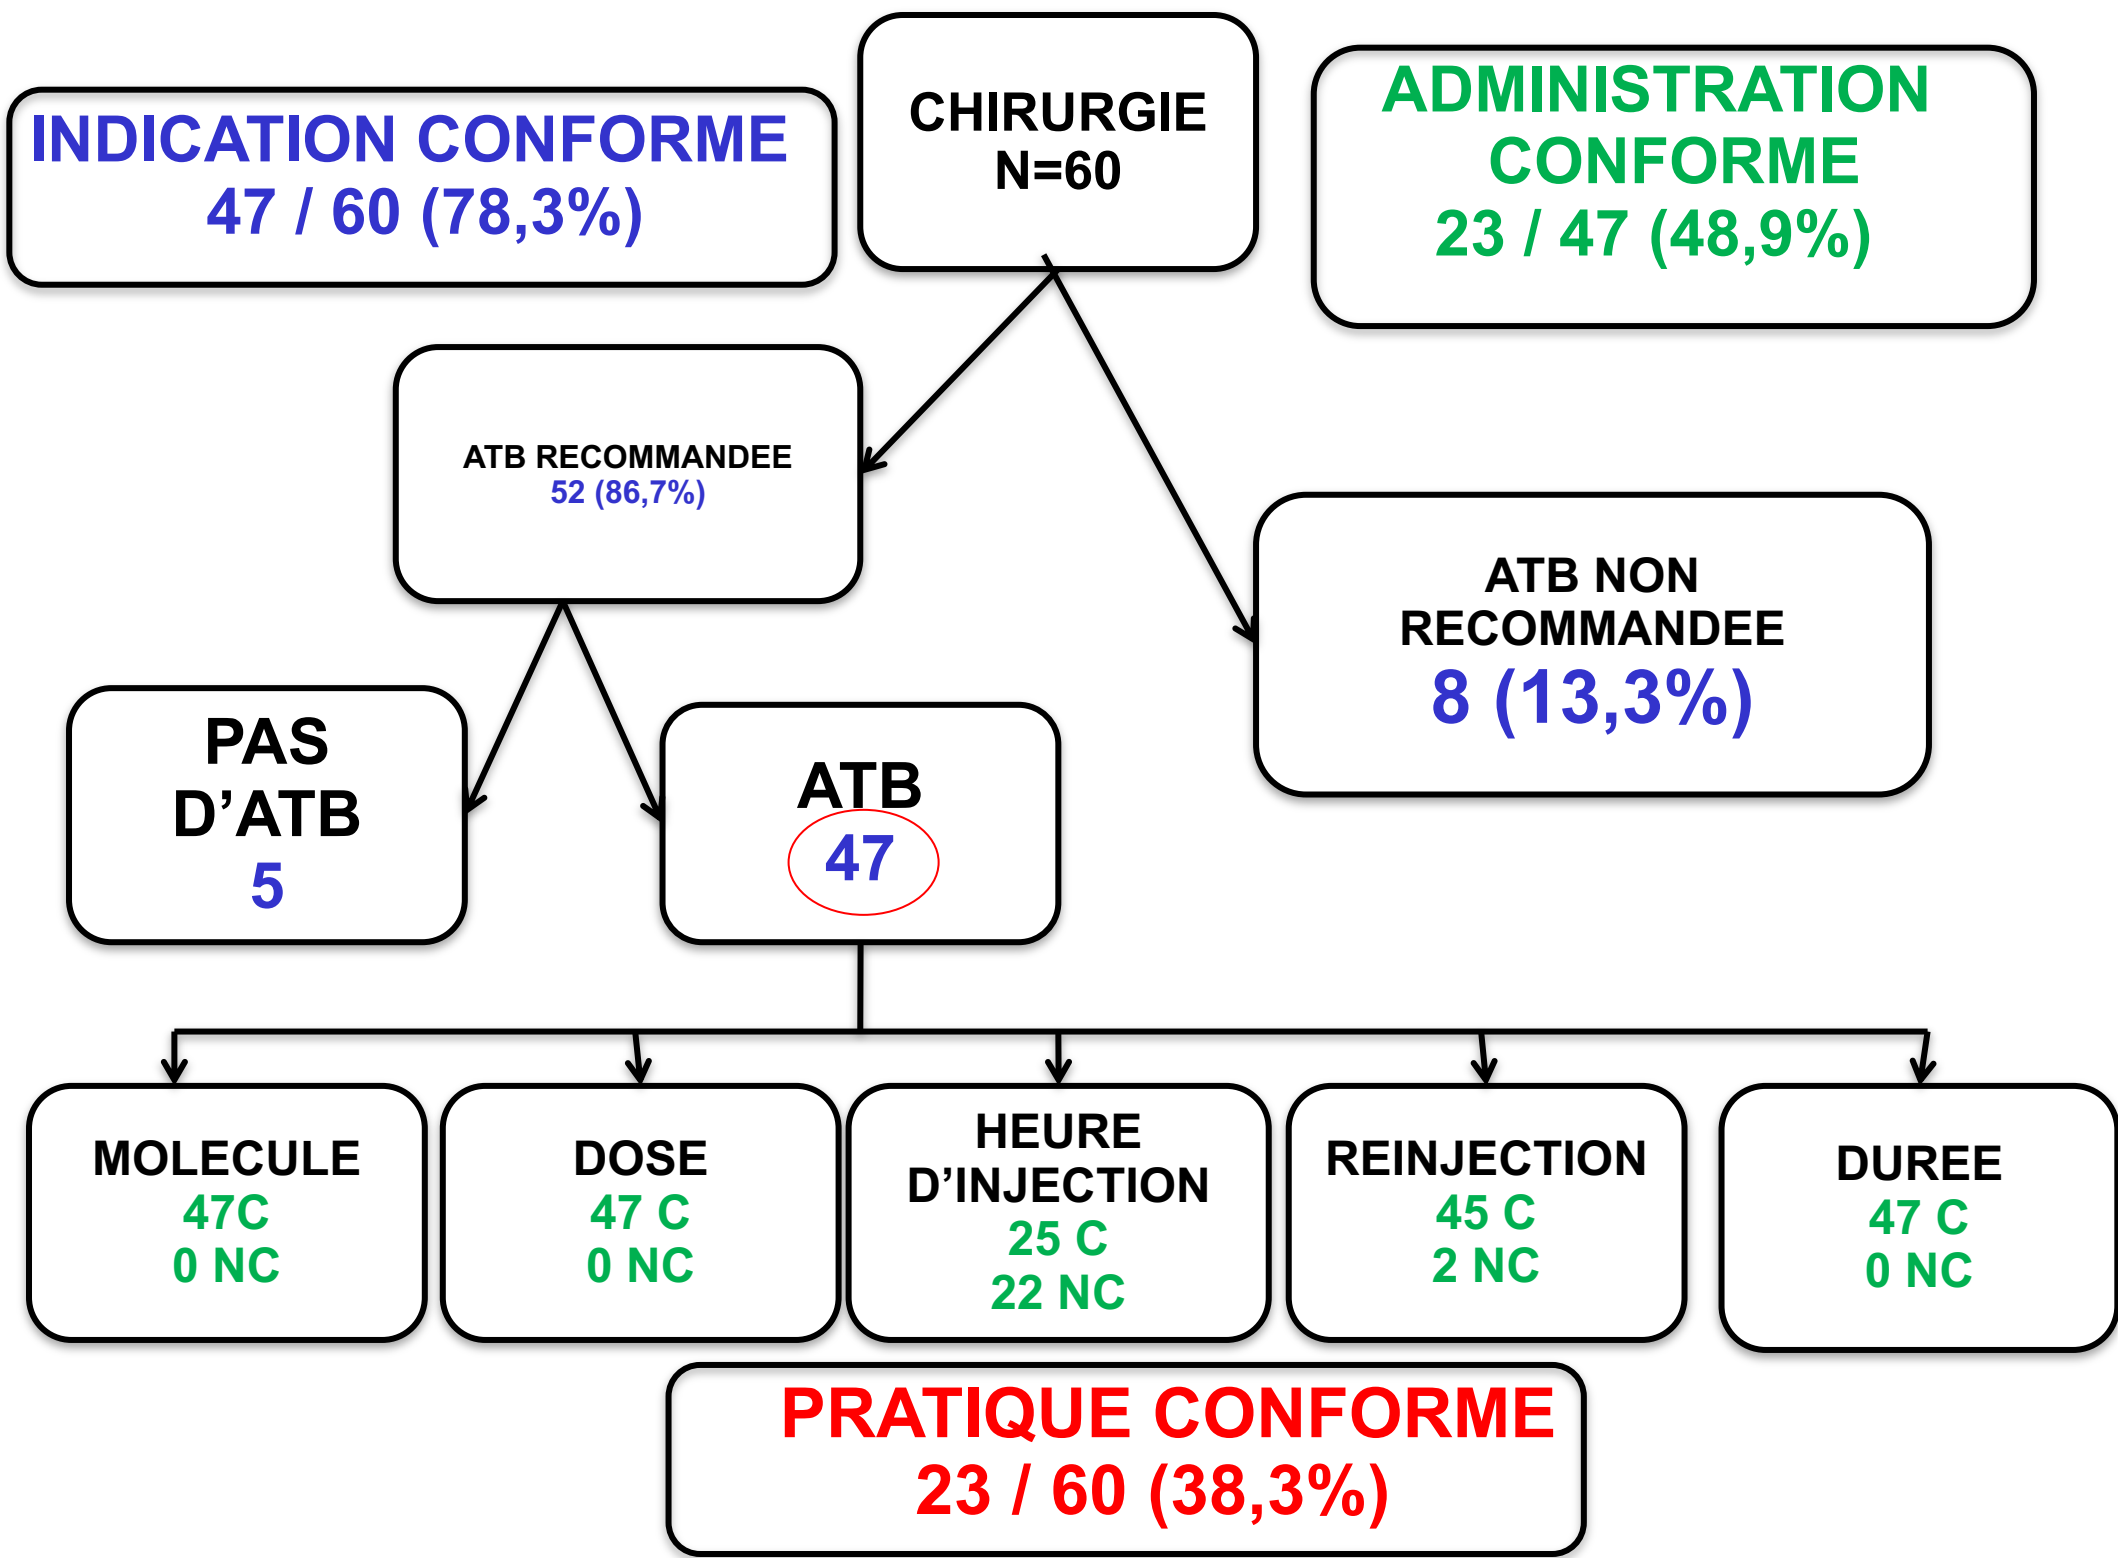 CHIRURGIE
N=60
INDICATION CONFORME
47 / 60 (78,3%)
ADMINISTRATION
CONFORME
23 / 47 (48,9%)
ATB RECOMMANDEE
52 (86,7%)
ATB NON
RECOMMANDEE
8 (13,3%)
PAS
D’ATB
5
ATB
47
MOLECULE
47C
0 NC
DOSE
47 C
0 NC
HEURE
D’INJECTION
25 C
22 NC
REINJECTION
45 C
2 NC
DUREE
47 C
0 NC
PRATIQUE CONFORME
23 / 60 (38,3%)